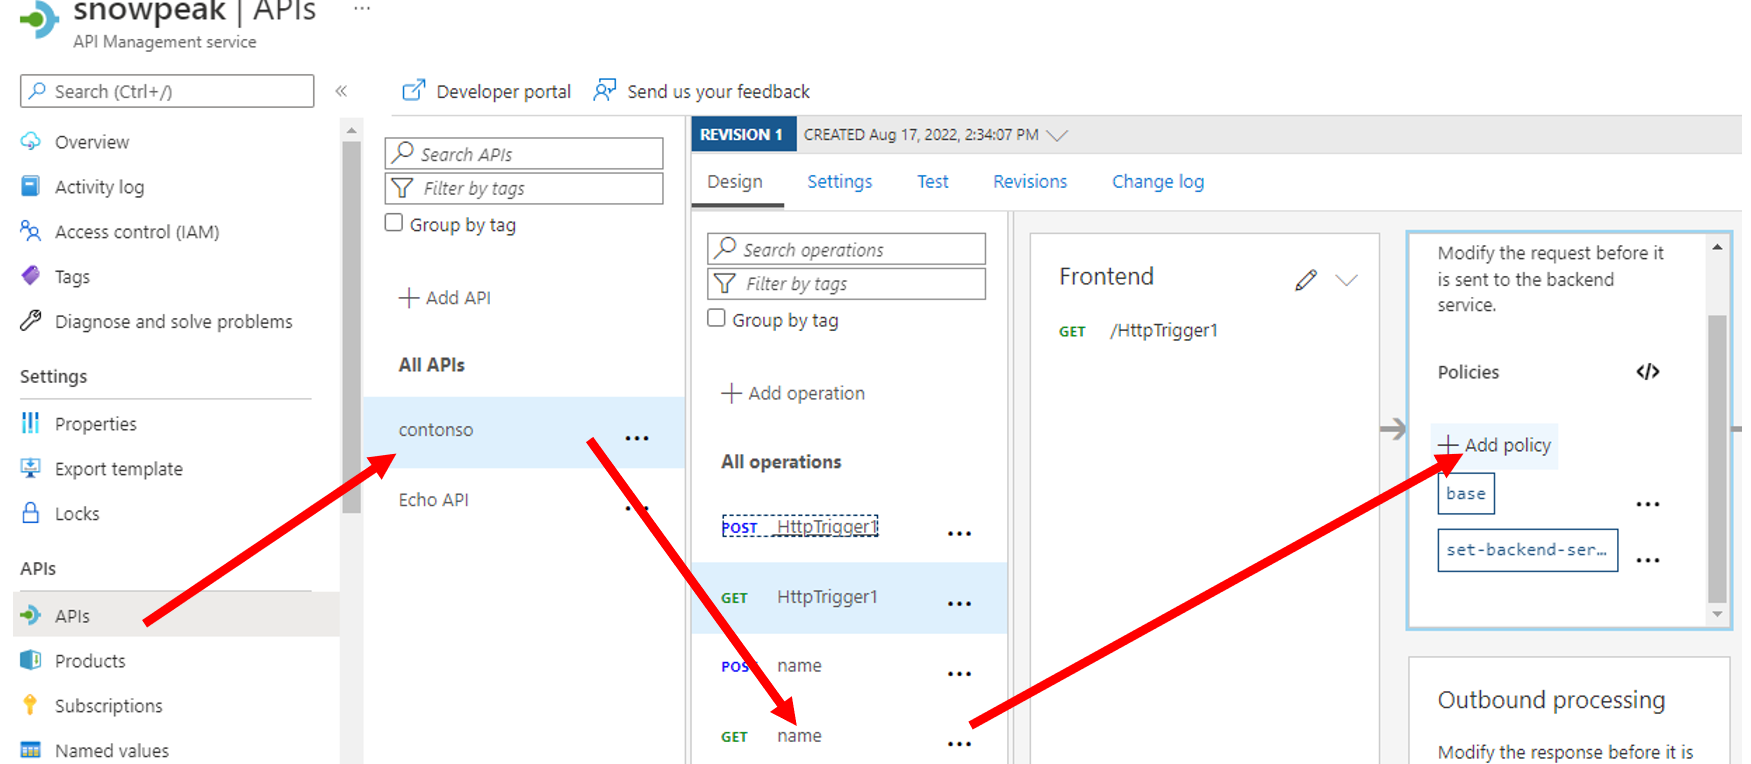 snowpeak | APIs ...
API Management service
Search (Ctrl+/)
«
Overview
Activity log
Access control (IAM)
Tags
Diagnose and solve problems
Settings
Properties
Export template
Locks
APIs
APIs
Products
Subscriptions
Named values
Developer portal
Send us your feedback
Search APIs
Filter by tags
Group by tag
+ Add API
All APIs
contonso ...
Echo API ...
REVISION 1 CREATED Aug 17, 2022, 2:34:07 PM
Design Settings Test Revisions Change log
Search operations
Filter by tags
Group by tag
+ Add operation
All operations
POST HttpTrigger1 ...
GET HttpTrigger1 ...
POST name ...
GET name ...
Frontend
GET /HttpTrigger1
Modify the request before it
is sent to the backend
service.
Policies </>
+ Add policy
base ...
set-backend-ser... ...
Outbound processing
Modify the response before it is